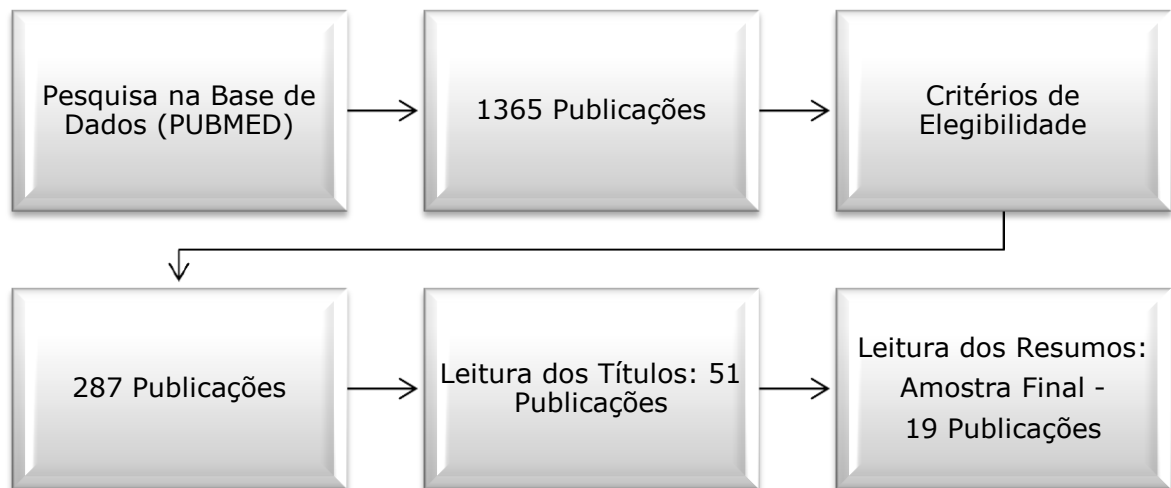 Pesquisa na Base de
Dados (PUBMED)
1365 Publicações
Critérios de
Elegibilidade
287 Publicações
Leitura dos Títulos: 51
Publicações
Leitura dos Resumos:
Amostra Final -
19 Publicações